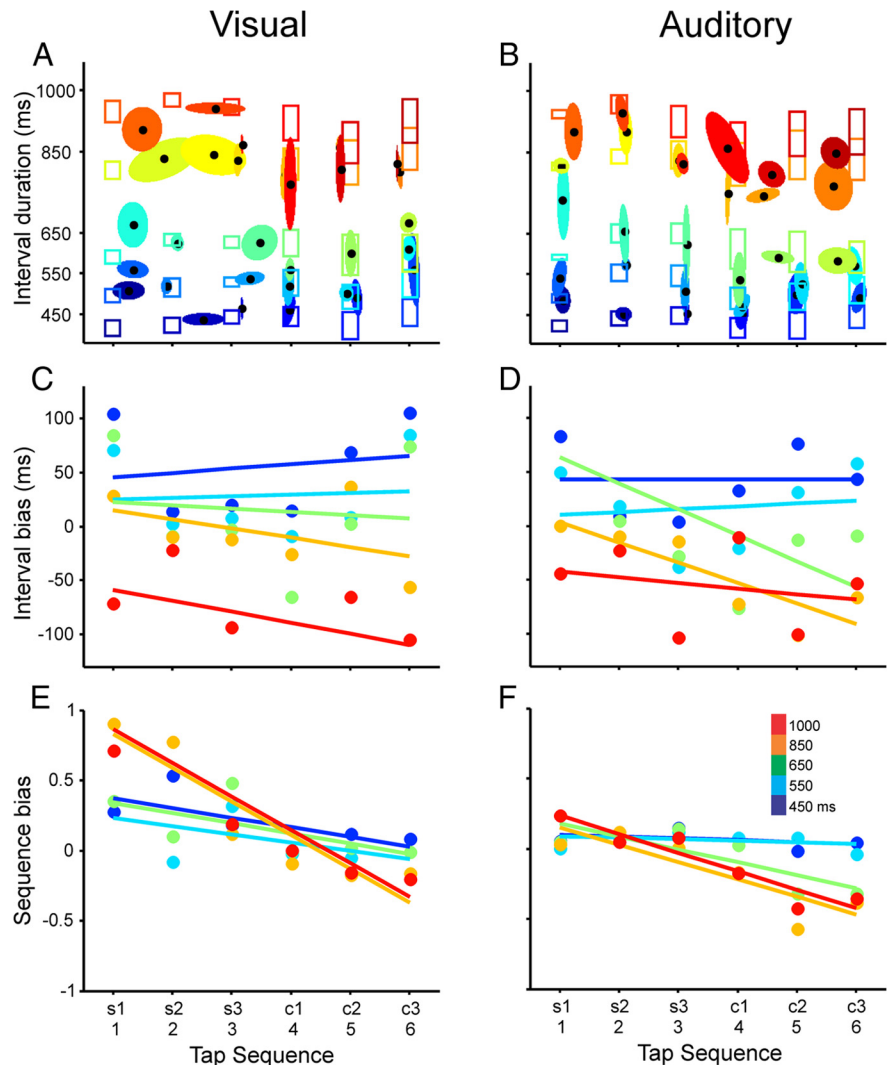 Visual
Auditory
A
B
Interval duration (ms)
1000
850
650
550
450
C
D
Interval bias (ms)
100
50
0
-50
-100
E
F
Sequence bias
1
0.5
0
-0.5
-1
1000
850
650
550
450 ms
s1 s2 s3 c1 c2 c3
1 2 3 4 5 6
Tap Sequence
s1 s2 s3 c1 c2 c3
1 2 3 4 5 6
Tap Sequence